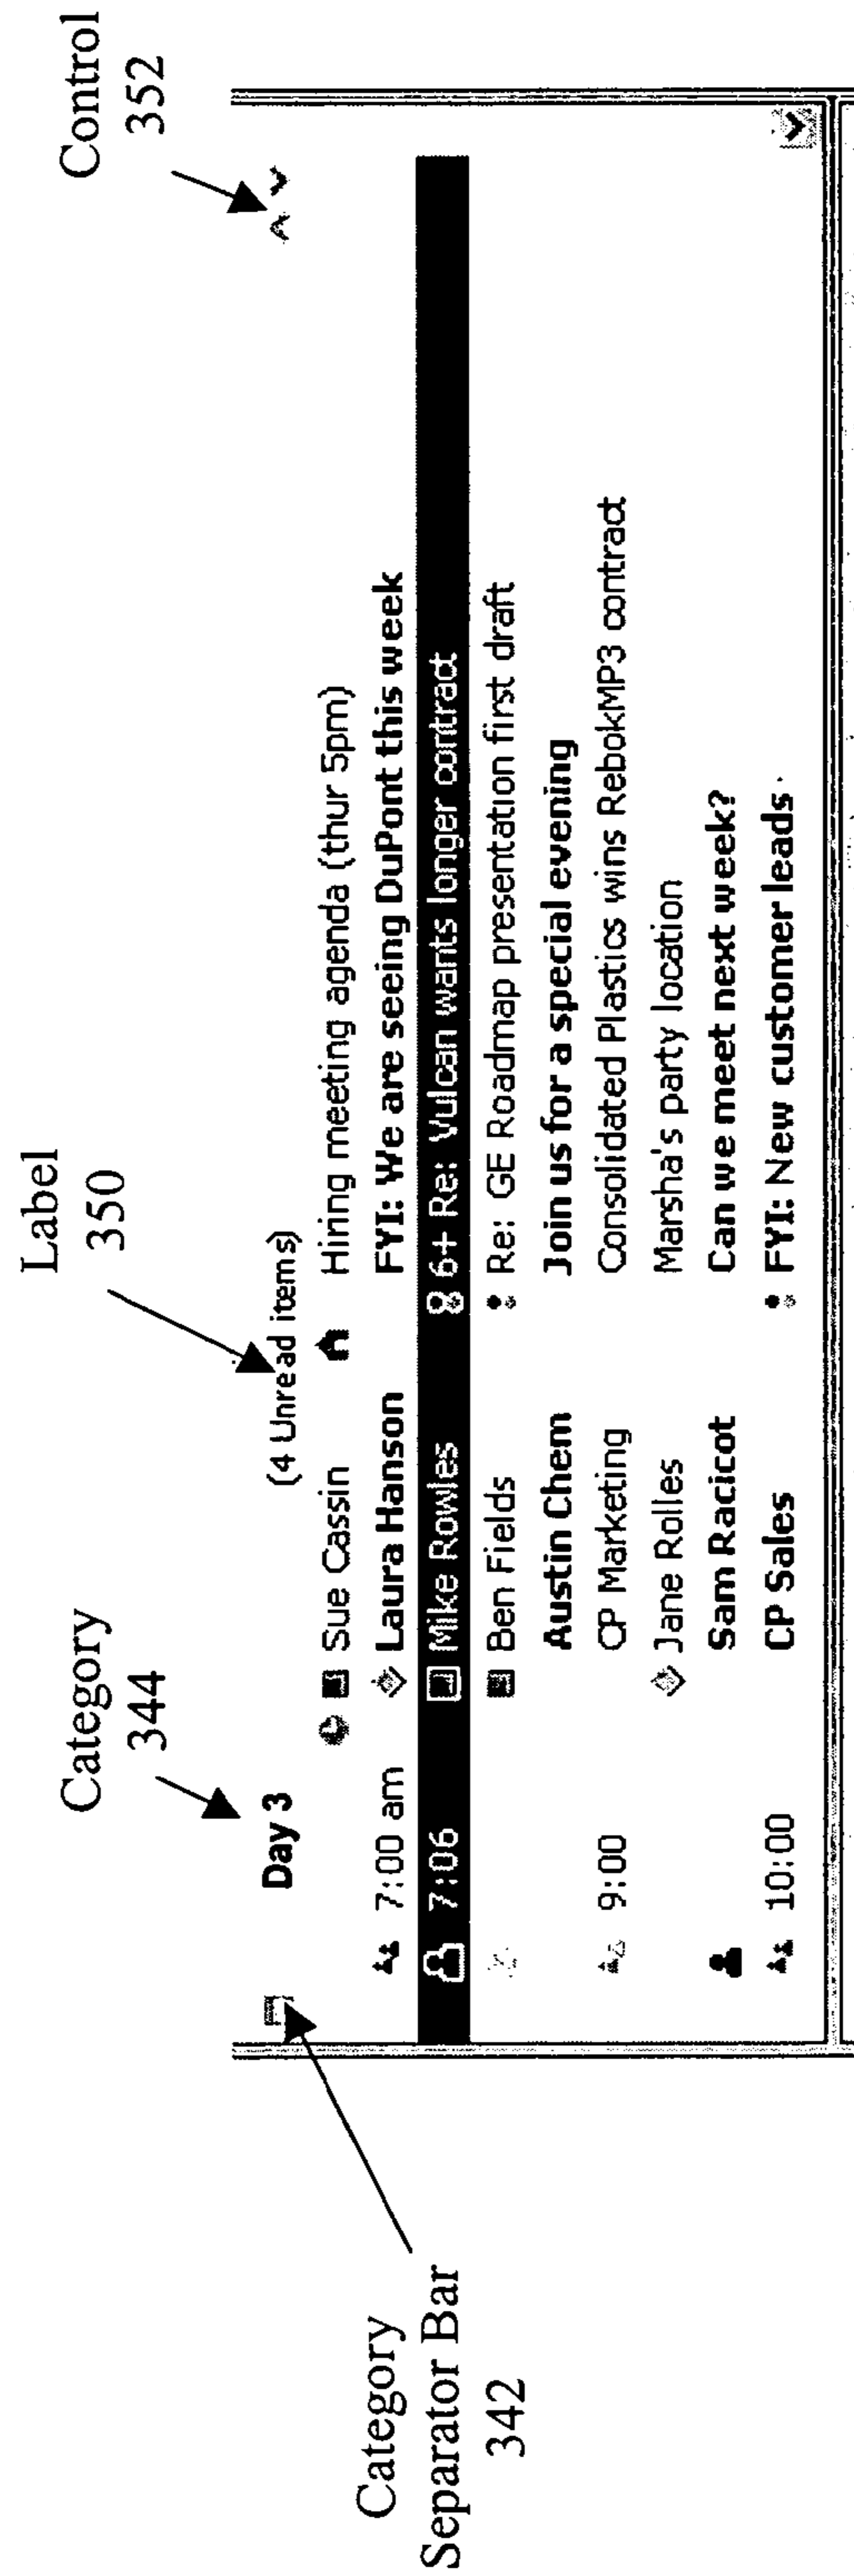 Category
Separator Bar
342
Category
344
Label
350
Control
352
Day 3 (4 Unread items)
Sue Cassin Hiring meeting agenda (thur 5pm)
7:00 am Laura Hanson FYI: We are seeing DuPont this week
7:06 Mike Rowles 6+ Re: Vulcan wants longer contract
Ben Fields Re: GE Roadmap presentation first draft
Austin Chem Join us for a special evening
9:00 CP Marketing Consolidated Plastics wins RebokMP3 contract
Jane Rolles Marsha's party location
Sam Racicot Can we meet next week?
10:00 CP Sales FYI: New customer leads